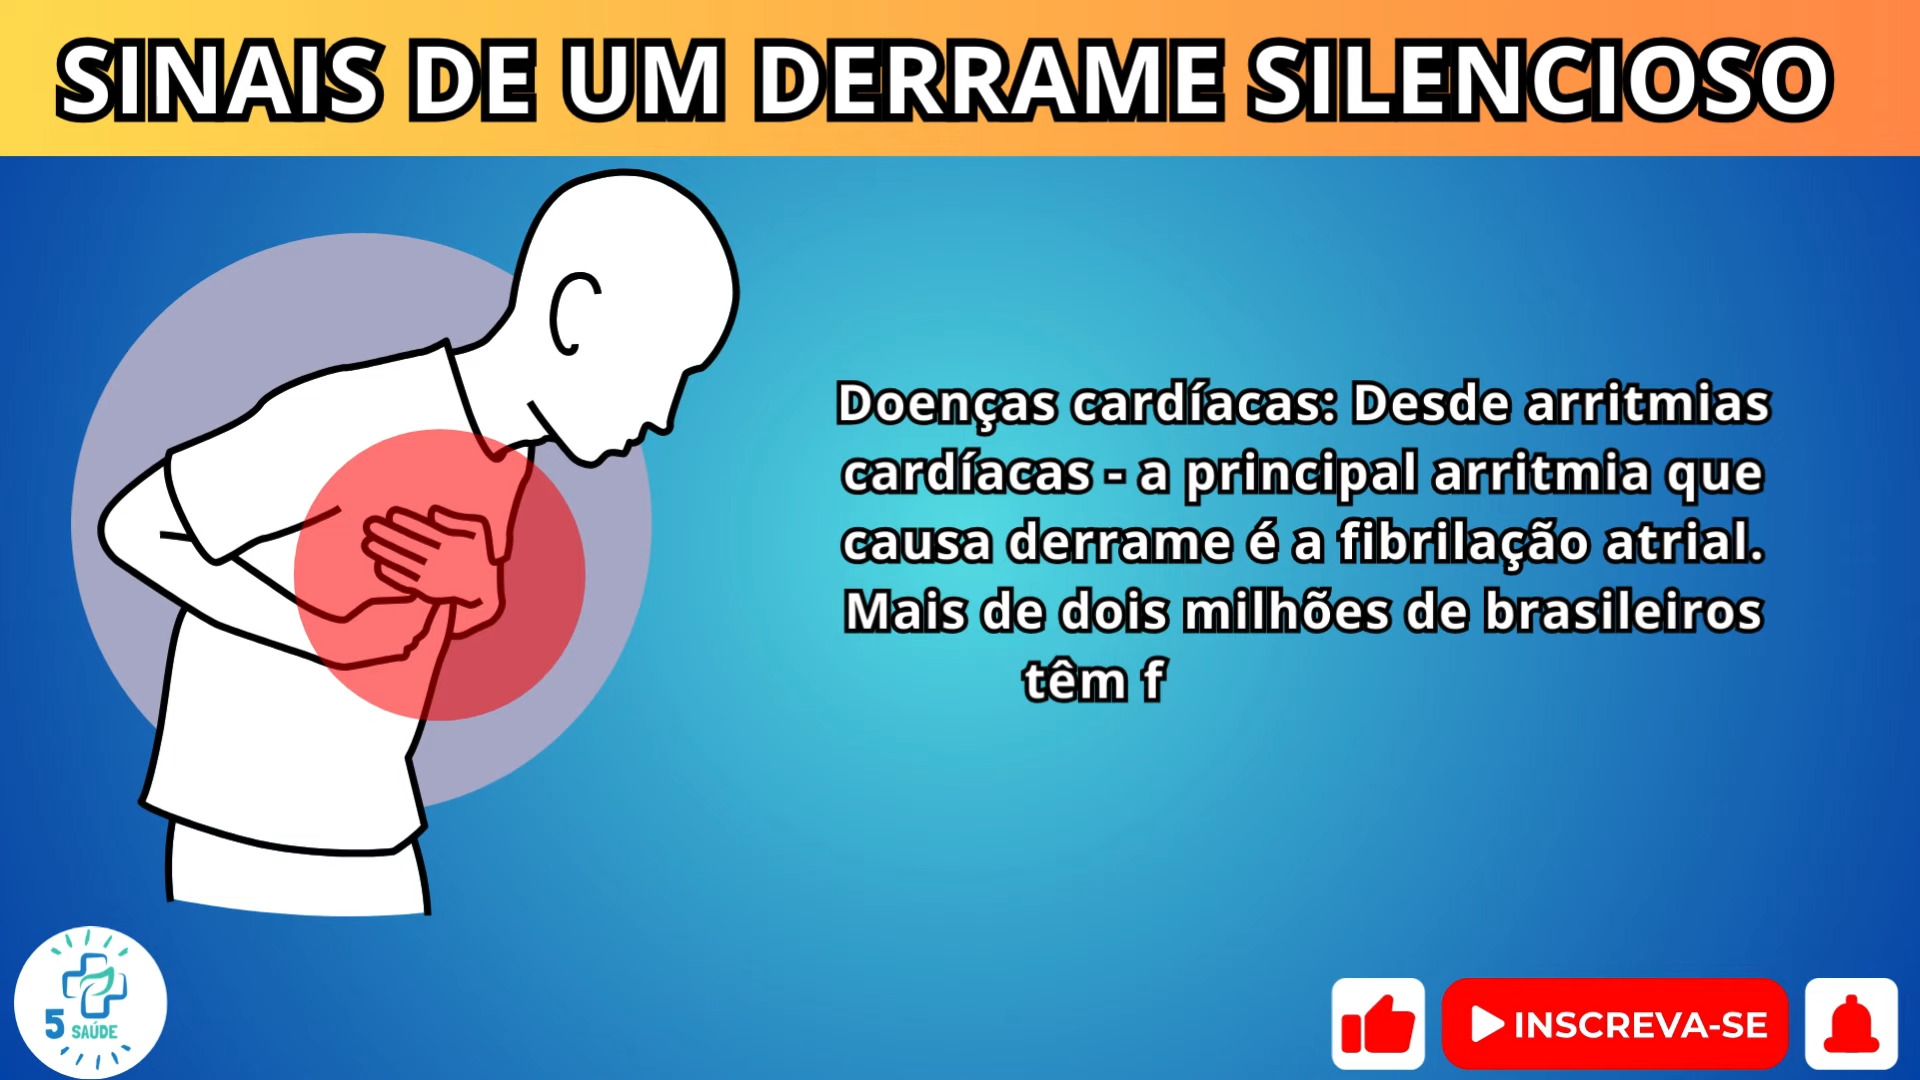 SINAIS DE UM DERRAME SILENCIOSO
Doenças cardíacas: Desde arritmias
cardíacas - a principal arritmia que
causa derrame é a fibrilação atrial.
Mais de dois milhões de brasileiros
têm f
5 SAÚDE
INSCREVA-SE